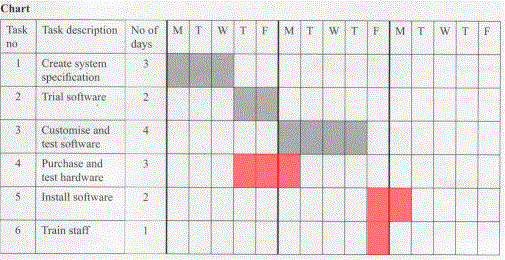 Chart
Task no Task description No of days M T W T F M T W T F M T W T F
1 Create system specification 3
2 Trial software 2
3 Customise and test software 4
4 Purchase and test hardware 3
5 Install software 2
6 Train staff 1